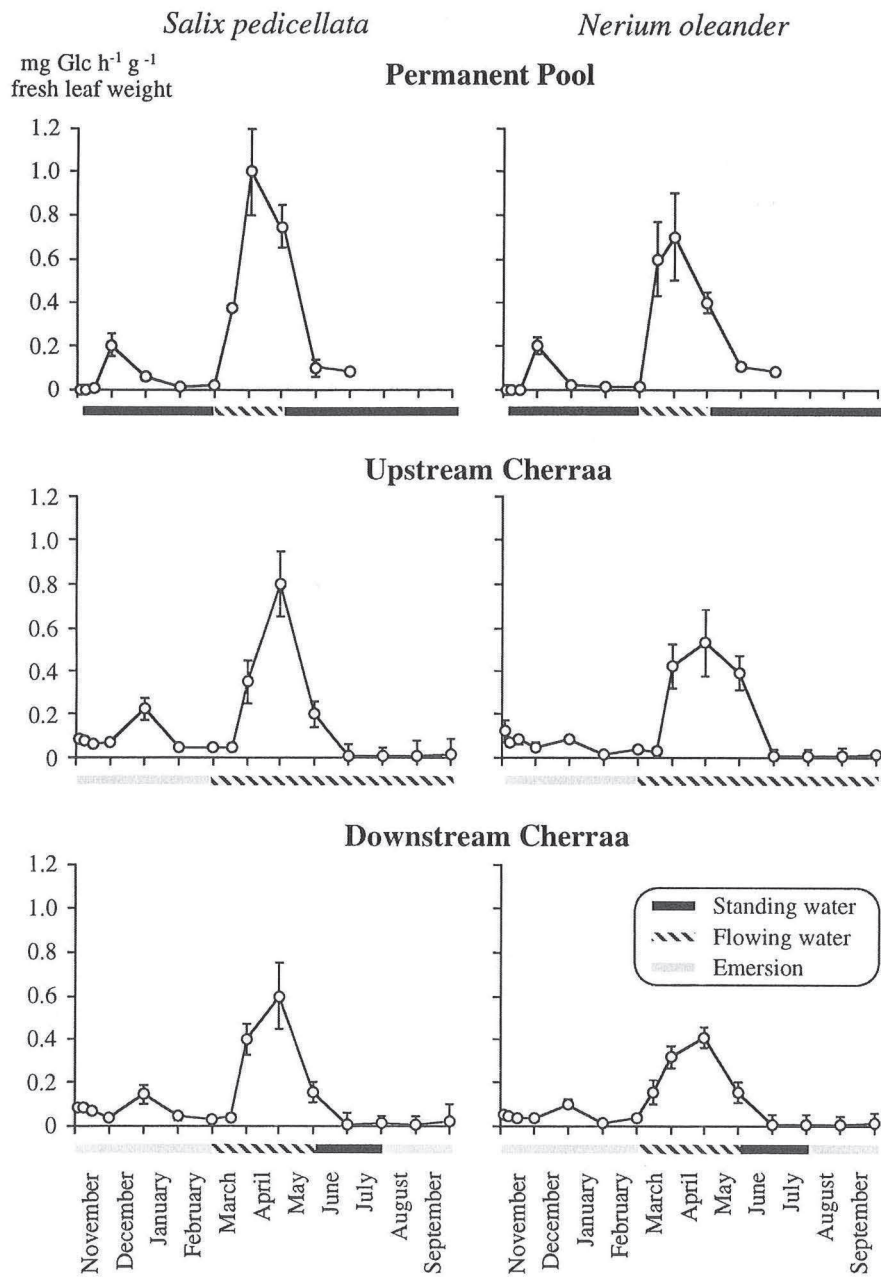 Salix pedicellata
Nerium oleander
mg Glc h⁻¹ g⁻¹
fresh leaf weight
Permanent Pool
1.2
1.0
0.8
0.6
0.4
0.2
0
Upstream Cherraa
1.2
1.0
0.8
0.6
0.4
0.2
0
Downstream Cherraa
1.2
1.0
0.8
0.6
0.4
0.2
0
Standing water
Flowing water
Emersion
November
December
January
February
March
April
May
June
July
August
September
November
December
January
February
March
April
May
June
July
August
September